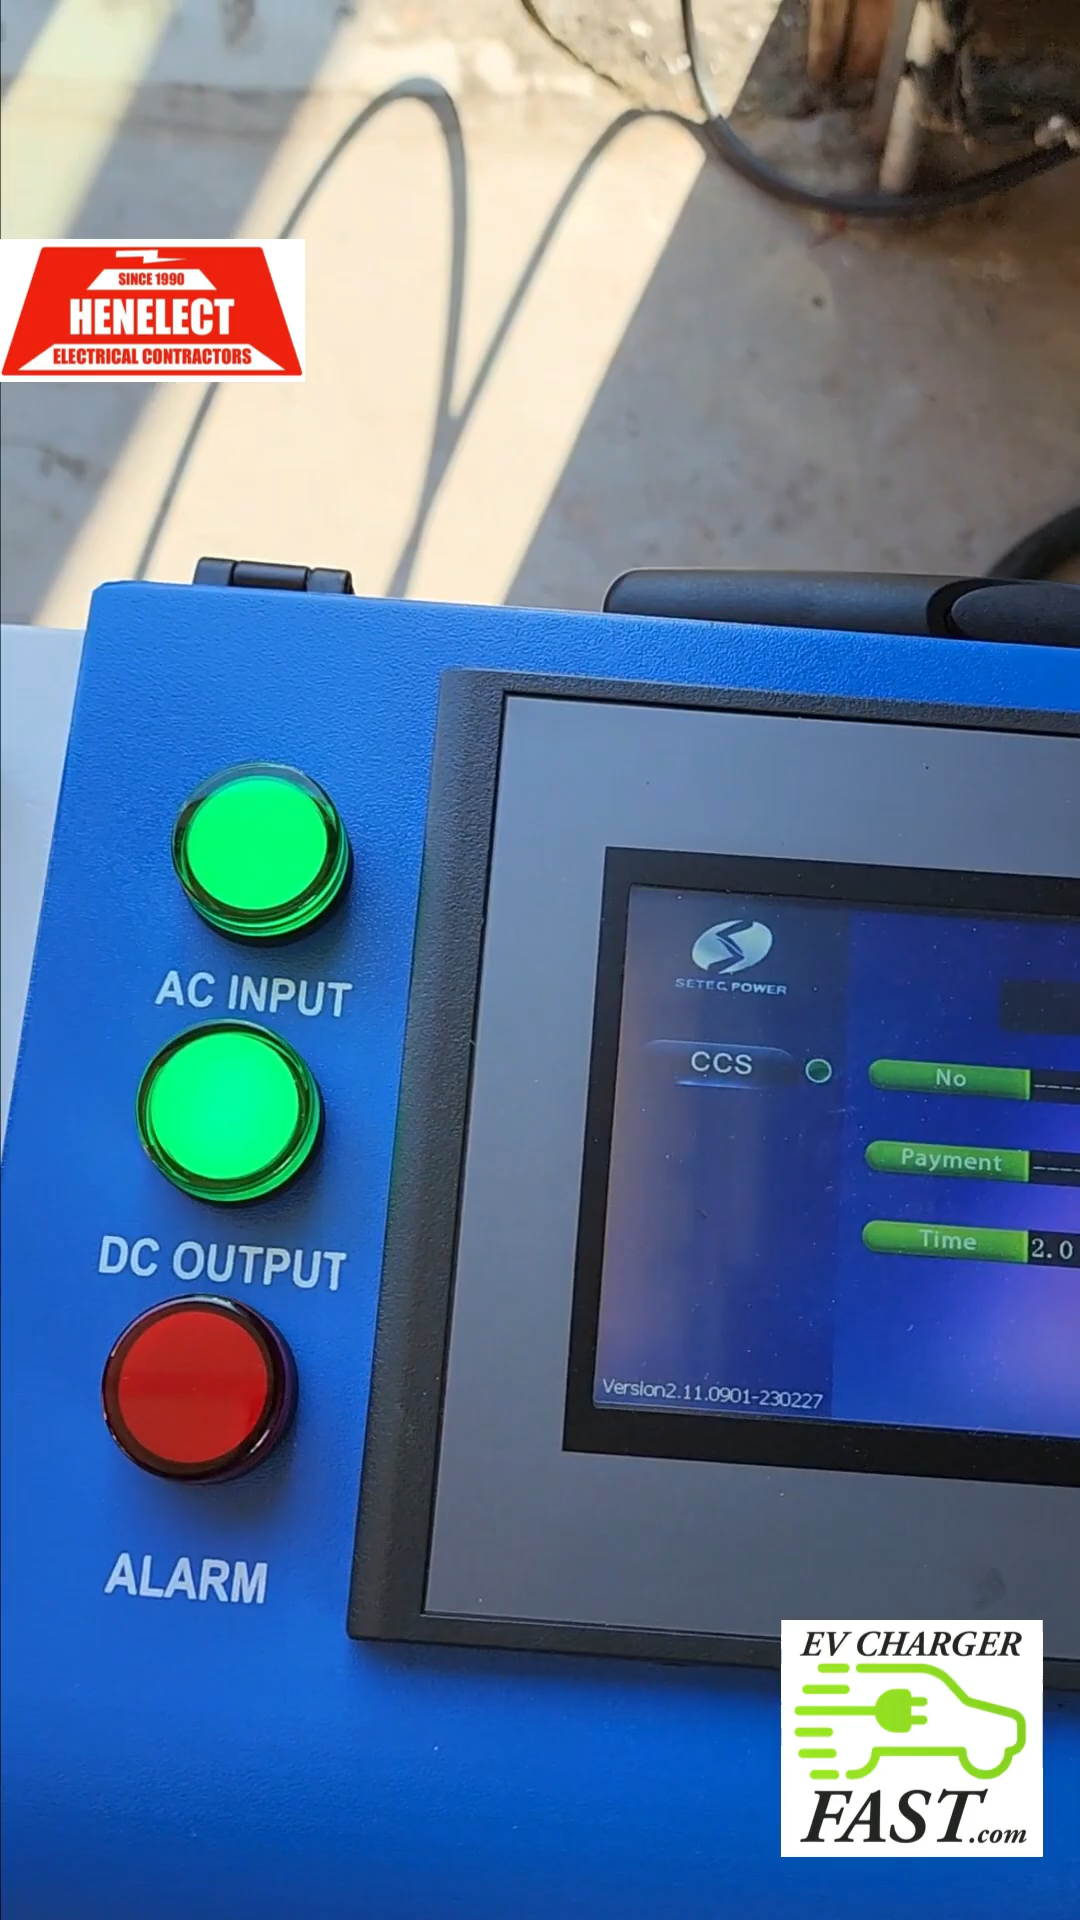 SINCE 1990
HENELECT
ELECTRICAL CONTRACTORS
AC INPUT
DC OUTPUT
ALARM
SETEC POWER
CCS
No
Payment
Time 2.0
Version2.11.0901-230227
EV CHARGER
FAST.com